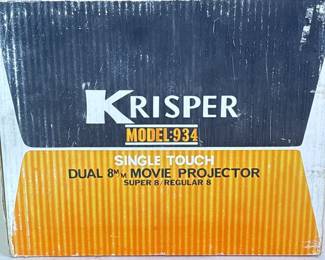 KRISPER
MODEL:934
SINGLE TOUCH
DUAL 8MM MOVIE PROJECTOR
SUPER 8/REGULAR 8